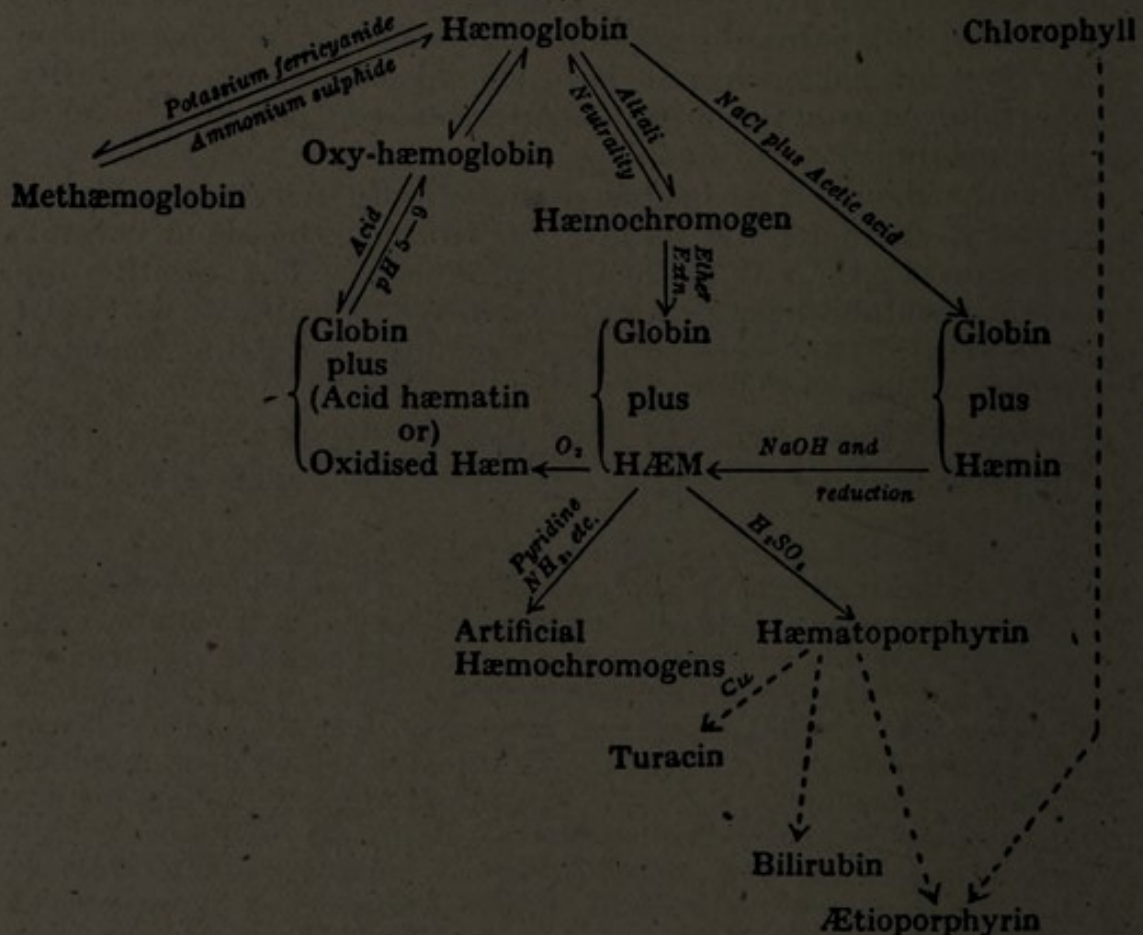 Hæmoglobin
Chlorophyll
Potassium ferricyanide
Ammonium sulphide
Alkali
Neutrality
NaCl plus Acetic acid
Oxy-hæmoglobin
Methæmoglobin
Acid
pH 5—9
Hæmochromogen
Ether
Extn
Globin
plus
(Acid hæmatin
or)
Oxidised Hæm
O₂
Globin
plus
HÆM
NaOH and
reduction
Globin
plus
Hæmin
Pyridine
NH₃, etc.
H₂SO₄
Artificial
Hæmochromogens
Hæmatoporphyrin
Cu
Turacin
Bilirubin
Ætioporphyrin